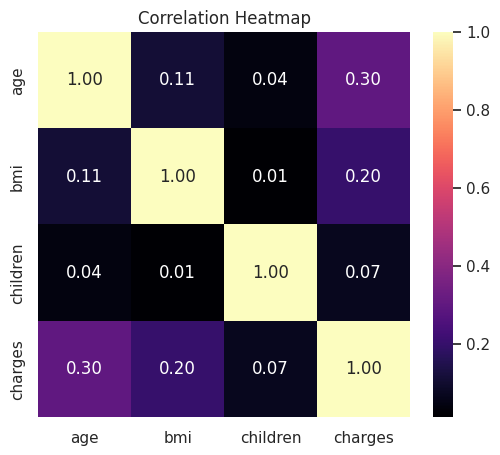 Correlation Heatmap
age 1.00 0.11 0.04 0.30
bmi 0.11 1.00 0.01 0.20
children 0.04 0.01 1.00 0.07
charges 0.30 0.20 0.07 1.00
age bmi children charges
1.0
0.8
0.6
0.4
0.2